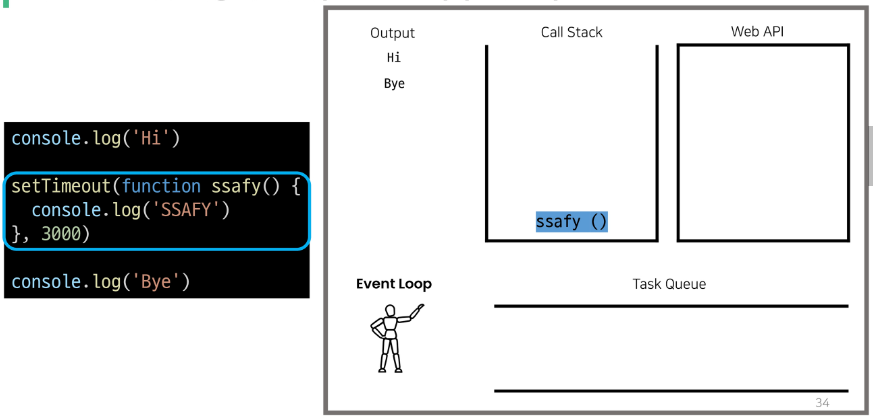 console.log('Hi')
setTimeout(function ssafy() {
console.log('SSAFY')
}, 3000)
console.log('Bye')
Output
Hi
Bye
Call Stack
ssafy ()
Web API
Event Loop
Task Queue
34